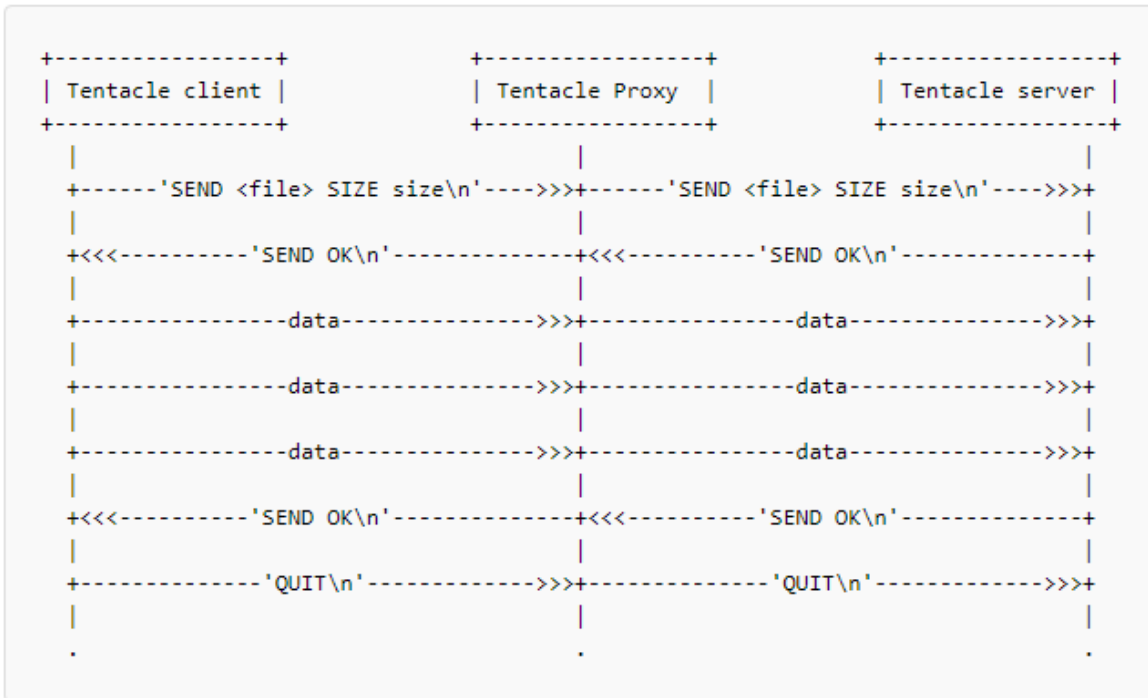 +-----------------+              +-----------------+            +-----------------+
| Tentacle client |              | Tentacle Proxy  |            | Tentacle server |
+-----------------+              +-----------------+            +-----------------+
  |                                      |                                      |
  +------'SEND <file> SIZE size\n'---->>>+------'SEND <file> SIZE size\n'---->>>+
  |                                      |                                      |
  +<<<----------'SEND OK\n'--------------+<<<----------'SEND OK\n'--------------+
  |                                      |                                      |
  +----------------data--------------->>>+----------------data--------------->>>+
  |                                      |                                      |
  +----------------data--------------->>>+----------------data--------------->>>+
  |                                      |                                      |
  +----------------data--------------->>>+----------------data--------------->>>+
  |                                      |                                      |
  +<<<----------'SEND OK\n'--------------+<<<----------'SEND OK\n'--------------+
  |                                      |                                      |
  +--------------'QUIT\n'------------->>>+--------------'QUIT\n'------------->>>+
  |                                      |                                      |
  .                                      .                                      .